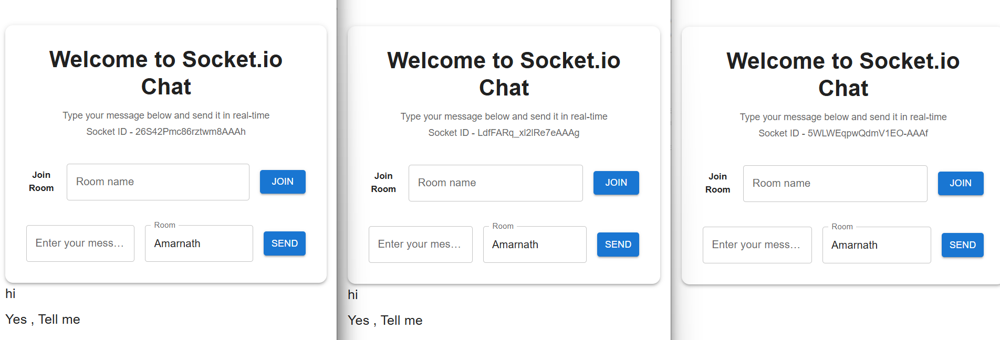 Welcome to Socket.io
Chat
Type your message below and send it in real-time
Socket ID - 26S42Pmc86rztwm8AAAh
Join
Room
Room name
JOIN
Enter your mess…
Room
Amarnath
SEND
hi
Yes , Tell me
Welcome to Socket.io
Chat
Type your message below and send it in real-time
Socket ID - LdfFARq_xl2lRe7eAAAg
Join
Room
Room name
JOIN
Enter your mes…
Room
Amarnath
SEND
hi
Yes , Tell me
Welcome to Socket.io
Chat
Type your message below and send it in real-time
Socket ID - 5WLWEqpwQdmV1EO-AAAf
Join
Room
Room name
JOIN
Enter your mess…
Room
Amarnath
SEND